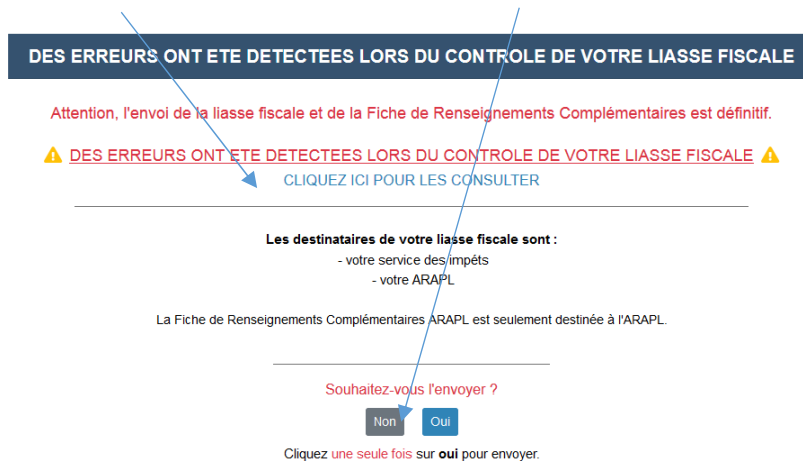 DES ERREURS ONT ETE DETECTEES LORS DU CONTROLE DE VOTRE LIASSE FISCALE
Attention, l'envoi de la liasse fiscale et de la Fiche de Renseignements Complémentaires est définitif.
DES ERREURS ONT ETE DETECTEES LORS DU CONTROLE DE VOTRE LIASSE FISCALE
CLIQUEZ ICI POUR LES CONSULTER
Les destinataires de votre liasse fiscale sont :
- votre service des impéts
- votre ARAPL
La Fiche de Renseignements Complémentaires ARAPL est seulement destinée à l'ARAPL.
Souhaitez-vous l'envoyer ?
Non Oui
Cliquez une seule fois sur oui pour envoyer.